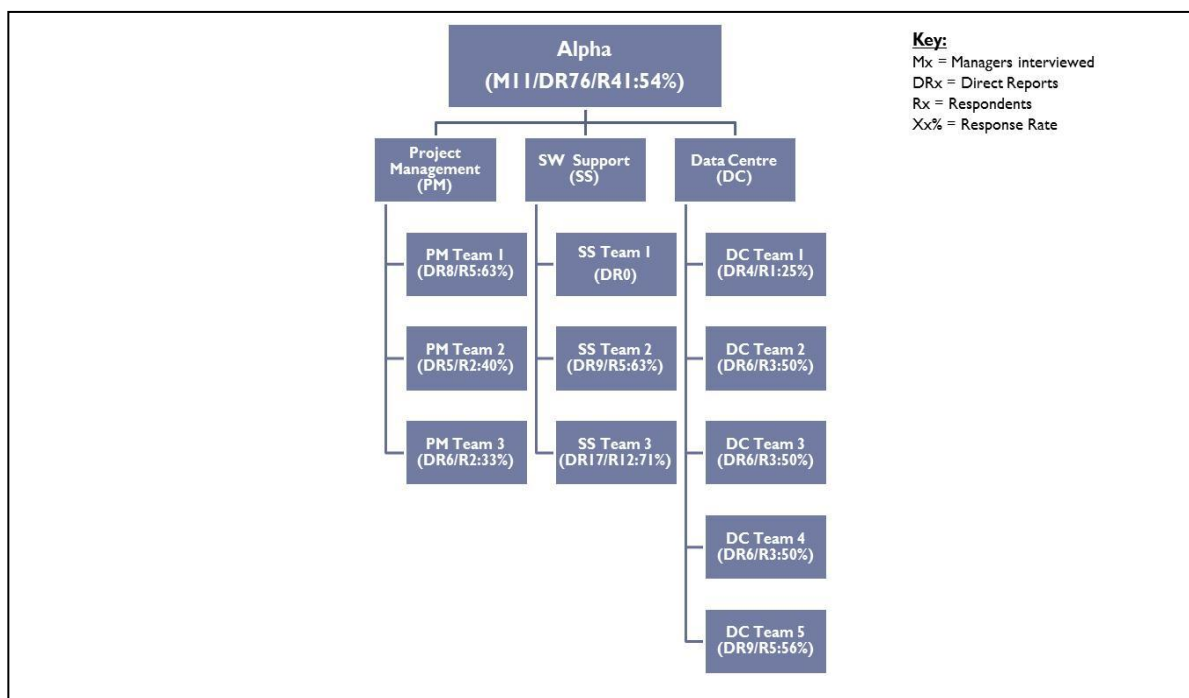 Alpha
(M11/DR76/R41:54%)
Key:
Mx = Managers interviewed
DRx = Direct Reports
Rx = Respondents
Xx% = Response Rate
Project
Management
(PM)
SW Support
(SS)
Data Centre
(DC)
PM Team 1
(DR8/R5:63%)
SS Team 1
(DR0)
DC Team 1
(DR4/R1:25%)
PM Team 2
(DR5/R2:40%)
SS Team 2
(DR9/R5:63%)
DC Team 2
(DR6/R3:50%)
PM Team 3
(DR6/R2:33%)
SS Team 3
(DR17/R12:71%)
DC Team 3
(DR6/R3:50%)
DC Team 4
(DR6/R3:50%)
DC Team 5
(DR9/R5:56%)